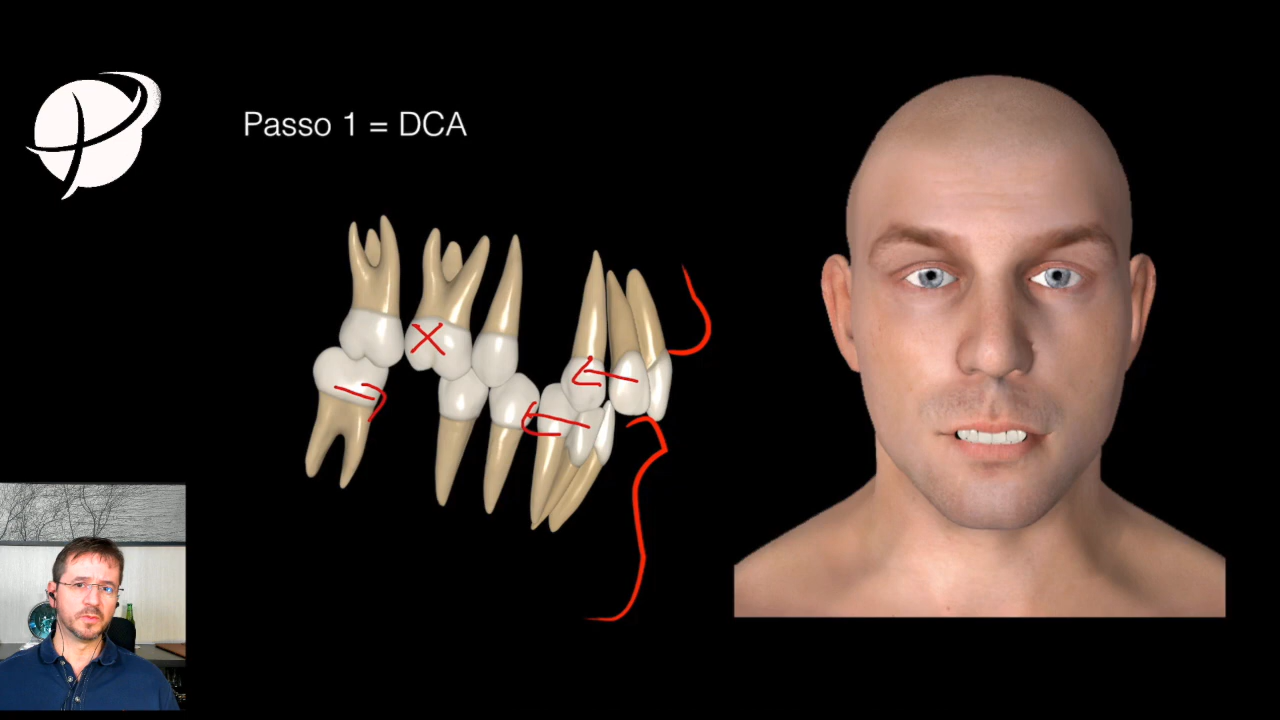 Passo 1 = DCA